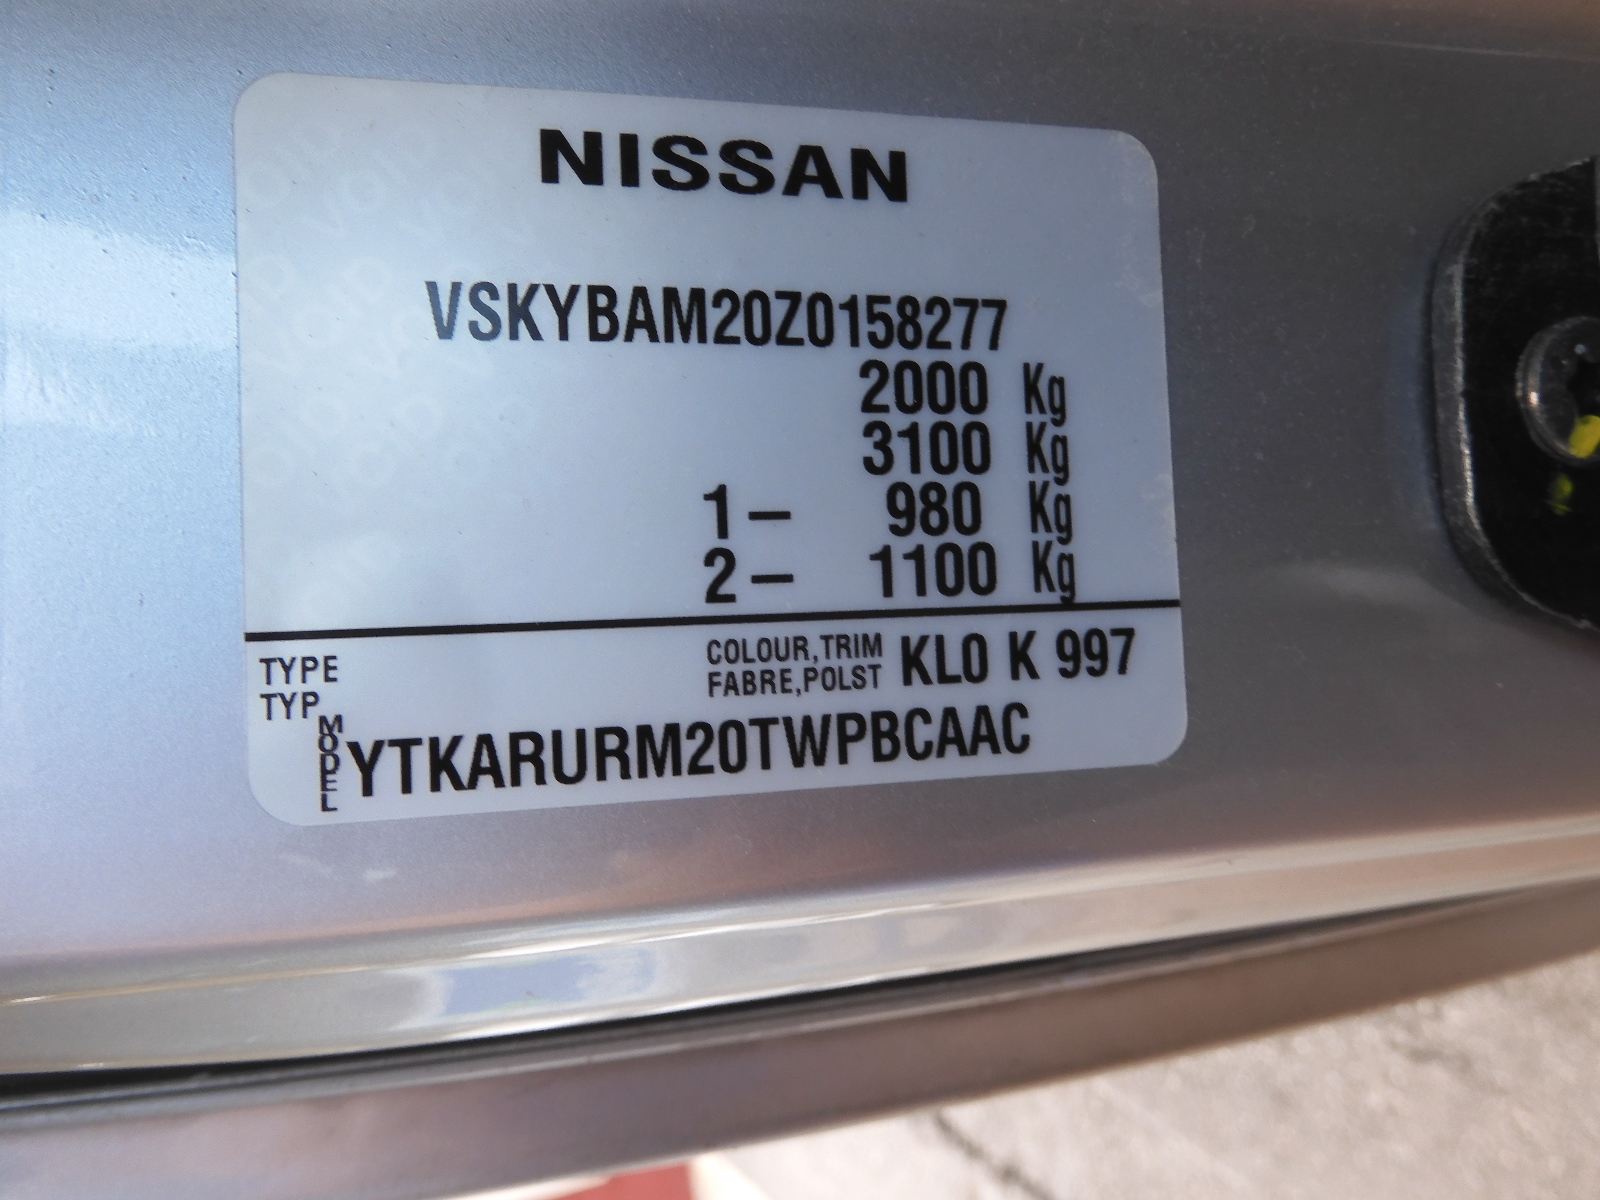 NISSAN
VSKYBAM20Z0158277
2000 Kg
3100 Kg
1 – 980 Kg
2 – 1100 Kg
TYPE
TYP
COLOUR,TRIM
FABRE,POLST
KL0 K 997
MODEL
YTKARURM20TWPBCAAC